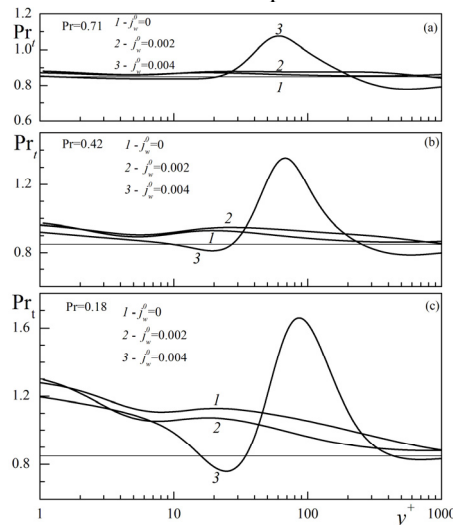 1.2
Pr_t
Pr=0.71
1 - j_w^0=0
(a)
2 - j_w^0=0.002
3 - j_w^0=0.004
3
2
1
1.0
0.8
0.6
Pr_t
Pr=0.42
1 - j_w^0=0
(b)
2 - j_w^0=0.002
3 - j_w^0=0.004
1.2
2
1
3
0.8
Pr_t
Pr=0.18
1 - j_w^0=0
(c)
2 - j_w^0=0.002
3 - j_w^0=0.004
1.6
1.2
1
2
0.8
3
1 10 100 1000